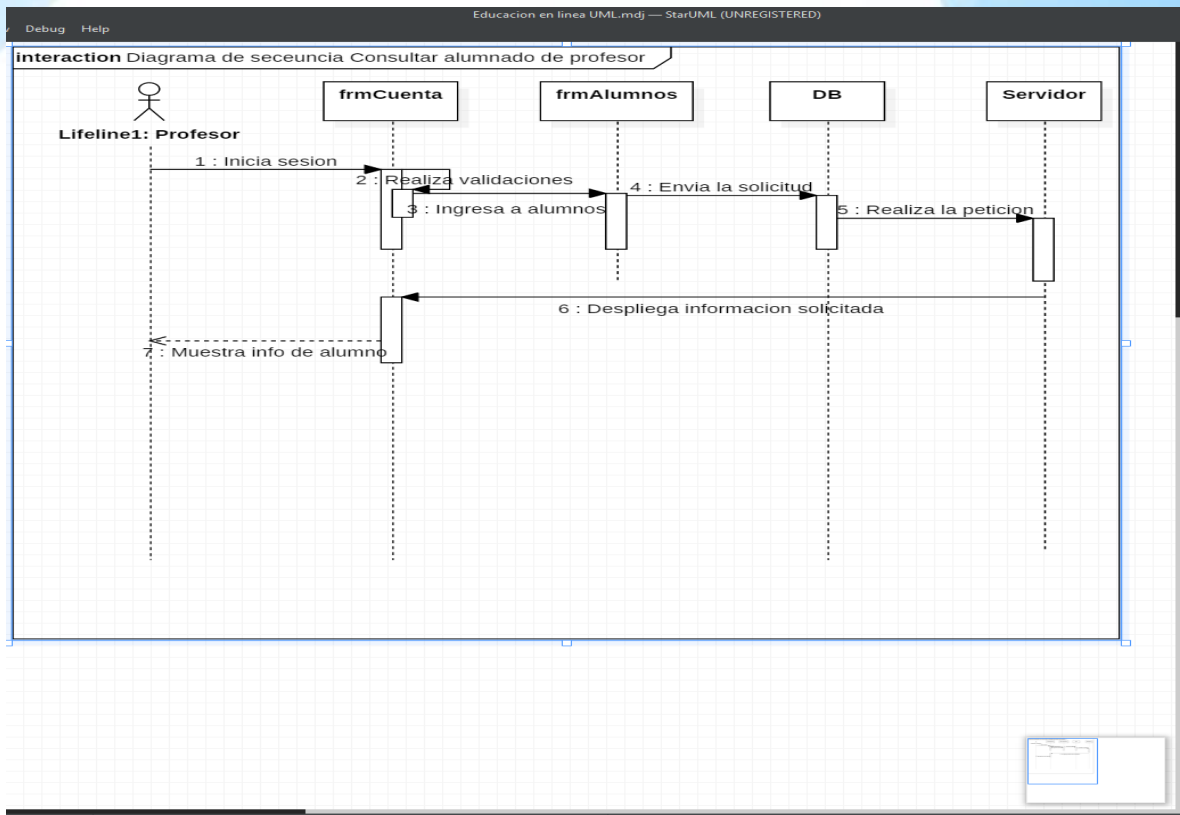 Educacion en linea UML.mdj — StarUML (UNREGISTERED)
Debug Help
interaction Diagrama de seceuncia Consultar alumnado de profesor
frmCuenta frmAlumnos DB Servidor
Lifeline1: Profesor
1 : Inicia sesion
2 : Realiza validaciones
3 : Ingresa a alumnos
4 : Envia la solicitud
5 : Realiza la peticion
6 : Despliega informacion solicitada
7 : Muestra info de alumno